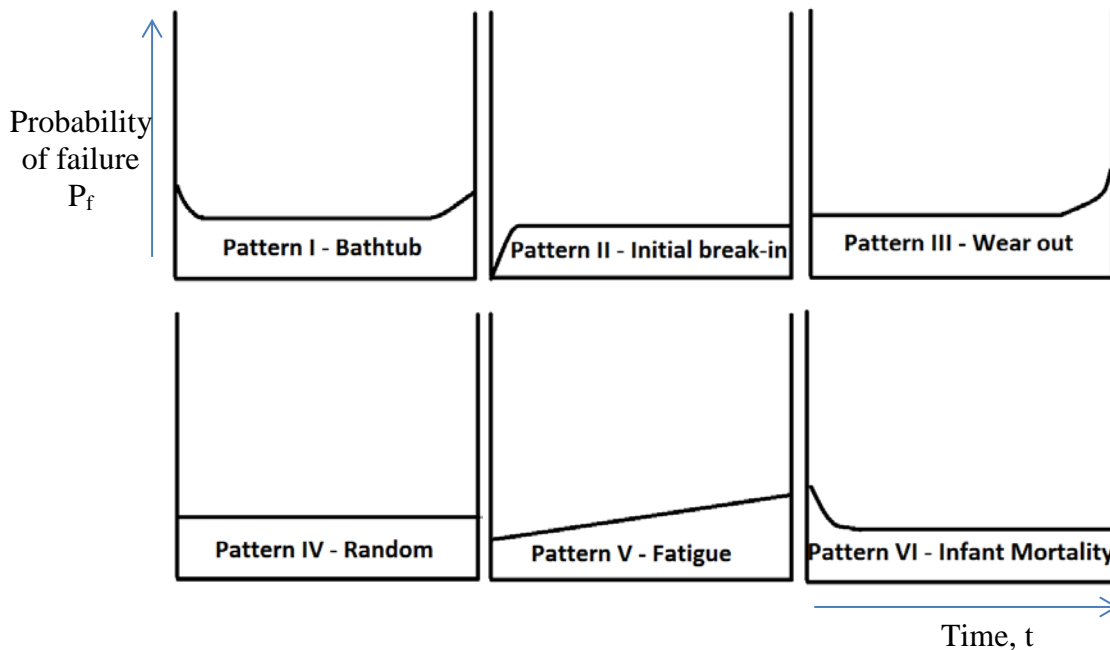 Probability
of failure
P_f
Pattern I - Bathtub
Pattern II - Initial break-in
Pattern III - Wear out
Pattern IV - Random
Pattern V - Fatigue
Pattern VI - Infant Mortality
Time, t